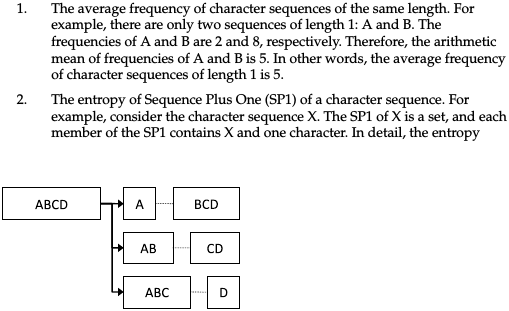 1. The average frequency of character sequences of the same length. For
example, there are only two sequences of length 1: A and B. The
frequencies of A and B are 2 and 8, respectively. Therefore, the arithmetic
mean of frequencies of A and B is 5. In other words, the average frequency
of character sequences of length 1 is 5.
2. The entropy of Sequence Plus One (SP1) of a character sequence. For
example, consider the character sequence X. The SP1 of X is a set, and each
member of the SP1 contains X and one character. In detail, the entropy
ABCD A BCD
AB CD
ABC D